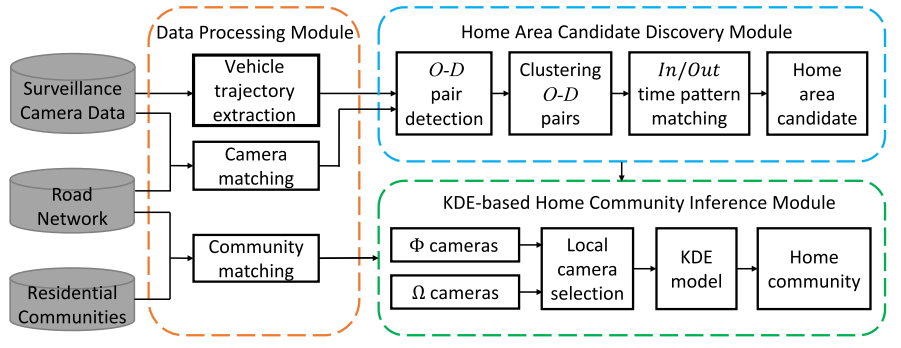 Surveillance
Camera Data
Road
Network
Residential
Communities
Data Processing Module
Vehicle
trajectory
extraction
Camera
matching
Community
matching
Home Area Candidate Discovery Module
O-D
pair
detection
Clustering
O-D
pairs
In/Out
time pattern
matching
Home
area
candidate
KDE-based Home Community Inference Module
Φ cameras
Ω cameras
Local
camera
selection
KDE
model
Home
community